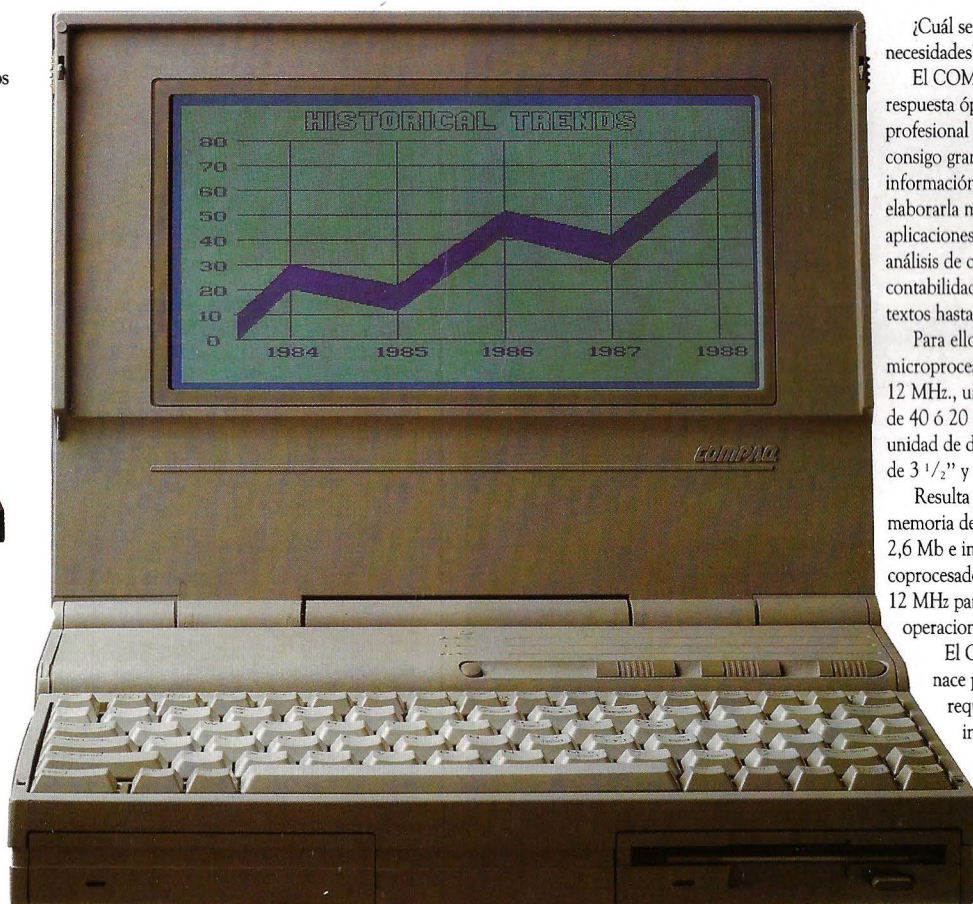 os
HISTORICAL TRENDS
80
70
60
50
40
30
20
10
0
1984 1985 1986 1987 1988
COMPAQ
¿Cuál se
necesidades
El COM
respuesta óp
profesional
consigo gran
información
elaborarla m
aplicaciones
análisis de c
contabilidad
textos hasta
Para ello
microproces
12 MHz., un
de 40 ó 20
unidad de d
de 3 1/2” y
Resulta
memoria de
2,6 Mb e in
coprocesado
12 MHz par
operacion
El C
nace p
requ
in